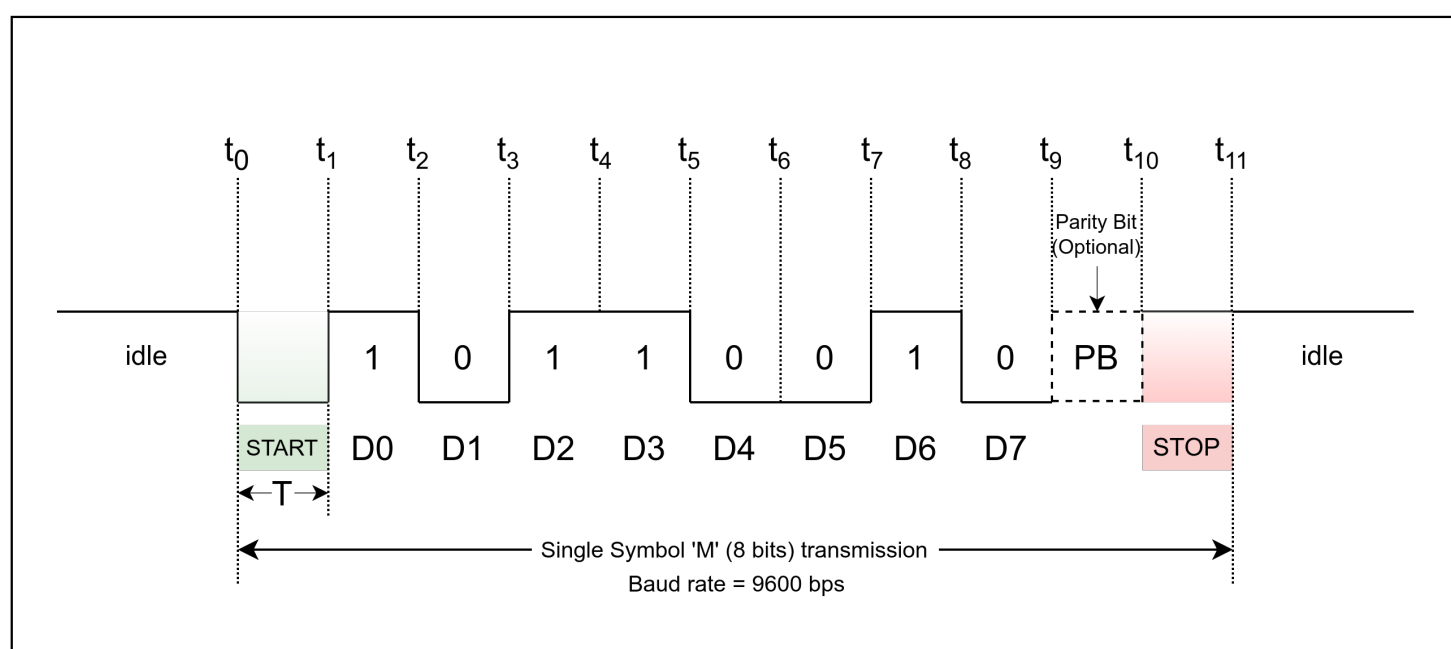 t0 t1 t2 t3 t4 t5 t6 t7 t8 t9 t10 t11
Parity Bit
(Optional)
idle 1 0 1 1 0 0 1 0 PB idle
START D0 D1 D2 D3 D4 D5 D6 D7 STOP
T
Single Symbol 'M' (8 bits) transmission
Baud rate = 9600 bps